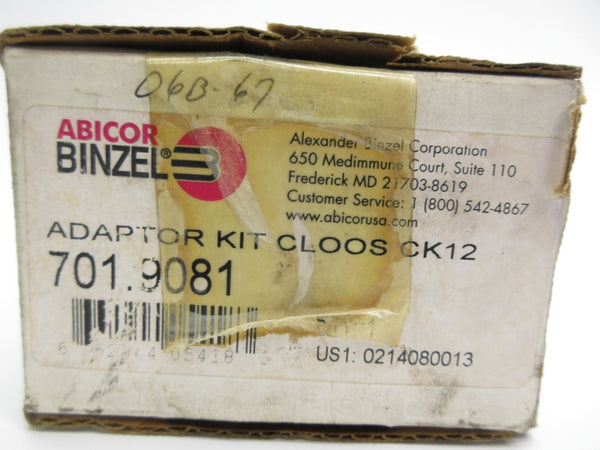 06B-67
ABICOR
BINZEL®
Alexander Binzel Corporation
650 Medimmune Court, Suite 110
Frederick MD 21703-8619
Customer Service: 1 (800) 542-4867
www.abicorusa.com
ADAPTOR KIT CLOOS CK12
701.9081
05418
US1: 0214080013